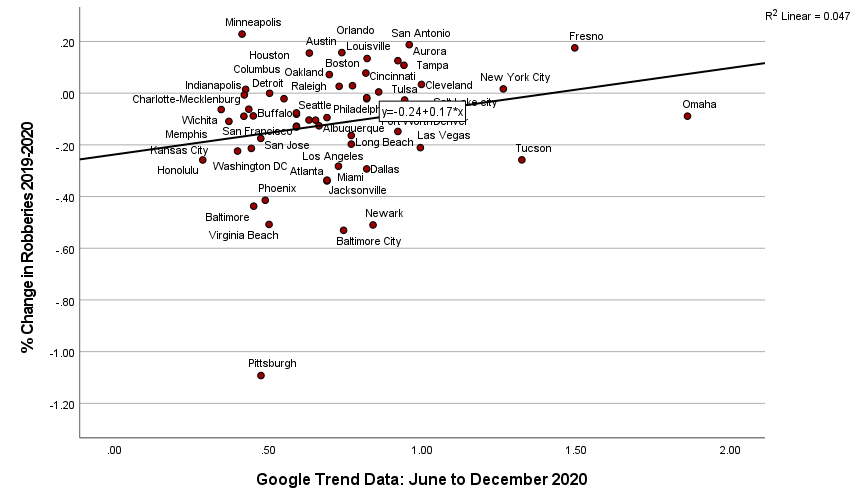 R² Linear = 0.047
Minneapolis
Orlando
San Antonio
Fresno
Austin
Louisville
Aurora
Houston
Boston
Tampa
Columbus
Oakland
Cincinnati
Indianapolis
Detroit
Raleigh
Tulsa
Cleveland
New York City
Charlotte-Mecklenburg
Seattle
Omaha
Wichita
Buffalo
y=-0.24+0.17*x
Memphis
San Francisco
Albuquerque
Las Vegas
Kansas City
San Jose
Long Beach
Tucson
Honolulu
Washington DC
Los Angeles
Atlanta
Miami
Dallas
Phoenix
Jacksonville
Baltimore
Newark
Virginia Beach
Baltimore City
Pittsburgh
.20
.00
-.20
-.40
-.60
-.80
-1.00
-1.20
% Change in Robberies 2019-2020
.00
.50
1.00
1.50
2.00
Google Trend Data: June to December 2020